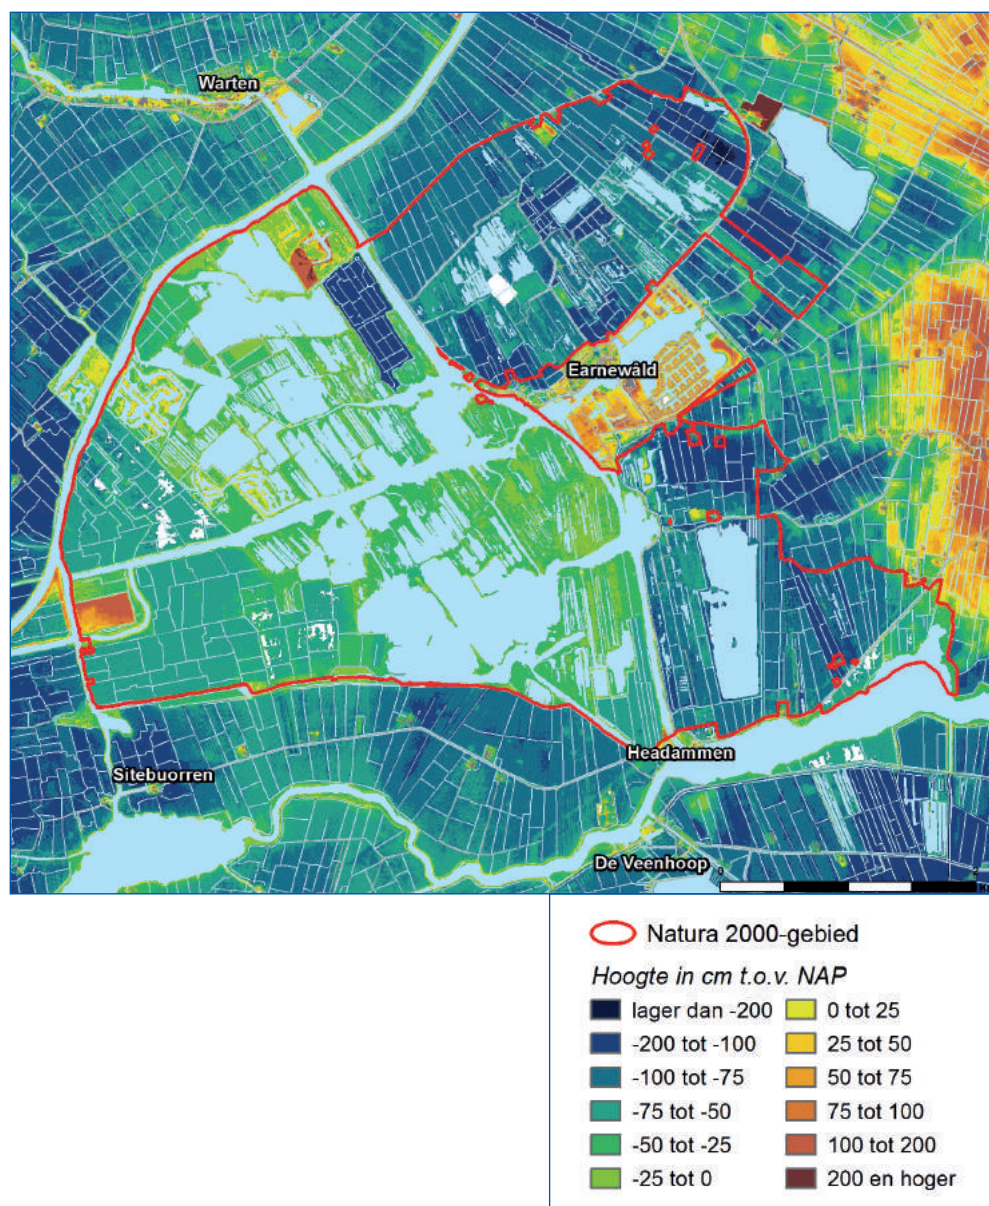 Warten
Earnewâld
Sitebuorren
Headammen
De Veenhoop
0
Natura 2000-gebied
Hoogte in cm t.o.v. NAP
lager dan -200
-200 tot -100
-100 tot -75
-75 tot -50
-50 tot -25
-25 tot 0
0 tot 25
25 tot 50
50 tot 75
75 tot 100
100 tot 200
200 en hoger